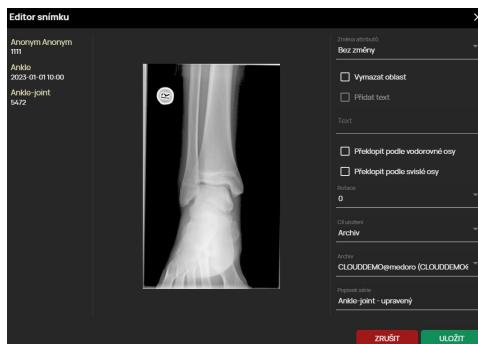 Editor snímku
Anonym Anonym
1111
Ankle
2023-01-01 10:00
Ankle-joint
5472
Změna atributů
Bez změny
Vymazat oblast
Přidat text
Text
Překlopit podle vodorovné osy
Překlopit podle svislé osy
Rotace
0
Cíl uložení
Archiv
Archiv
CLOUDDEMO@medoro (CLOUDDEMO@
Popisek série
Ankle-joint - upravený
ZRUŠIT
ULOŽIT